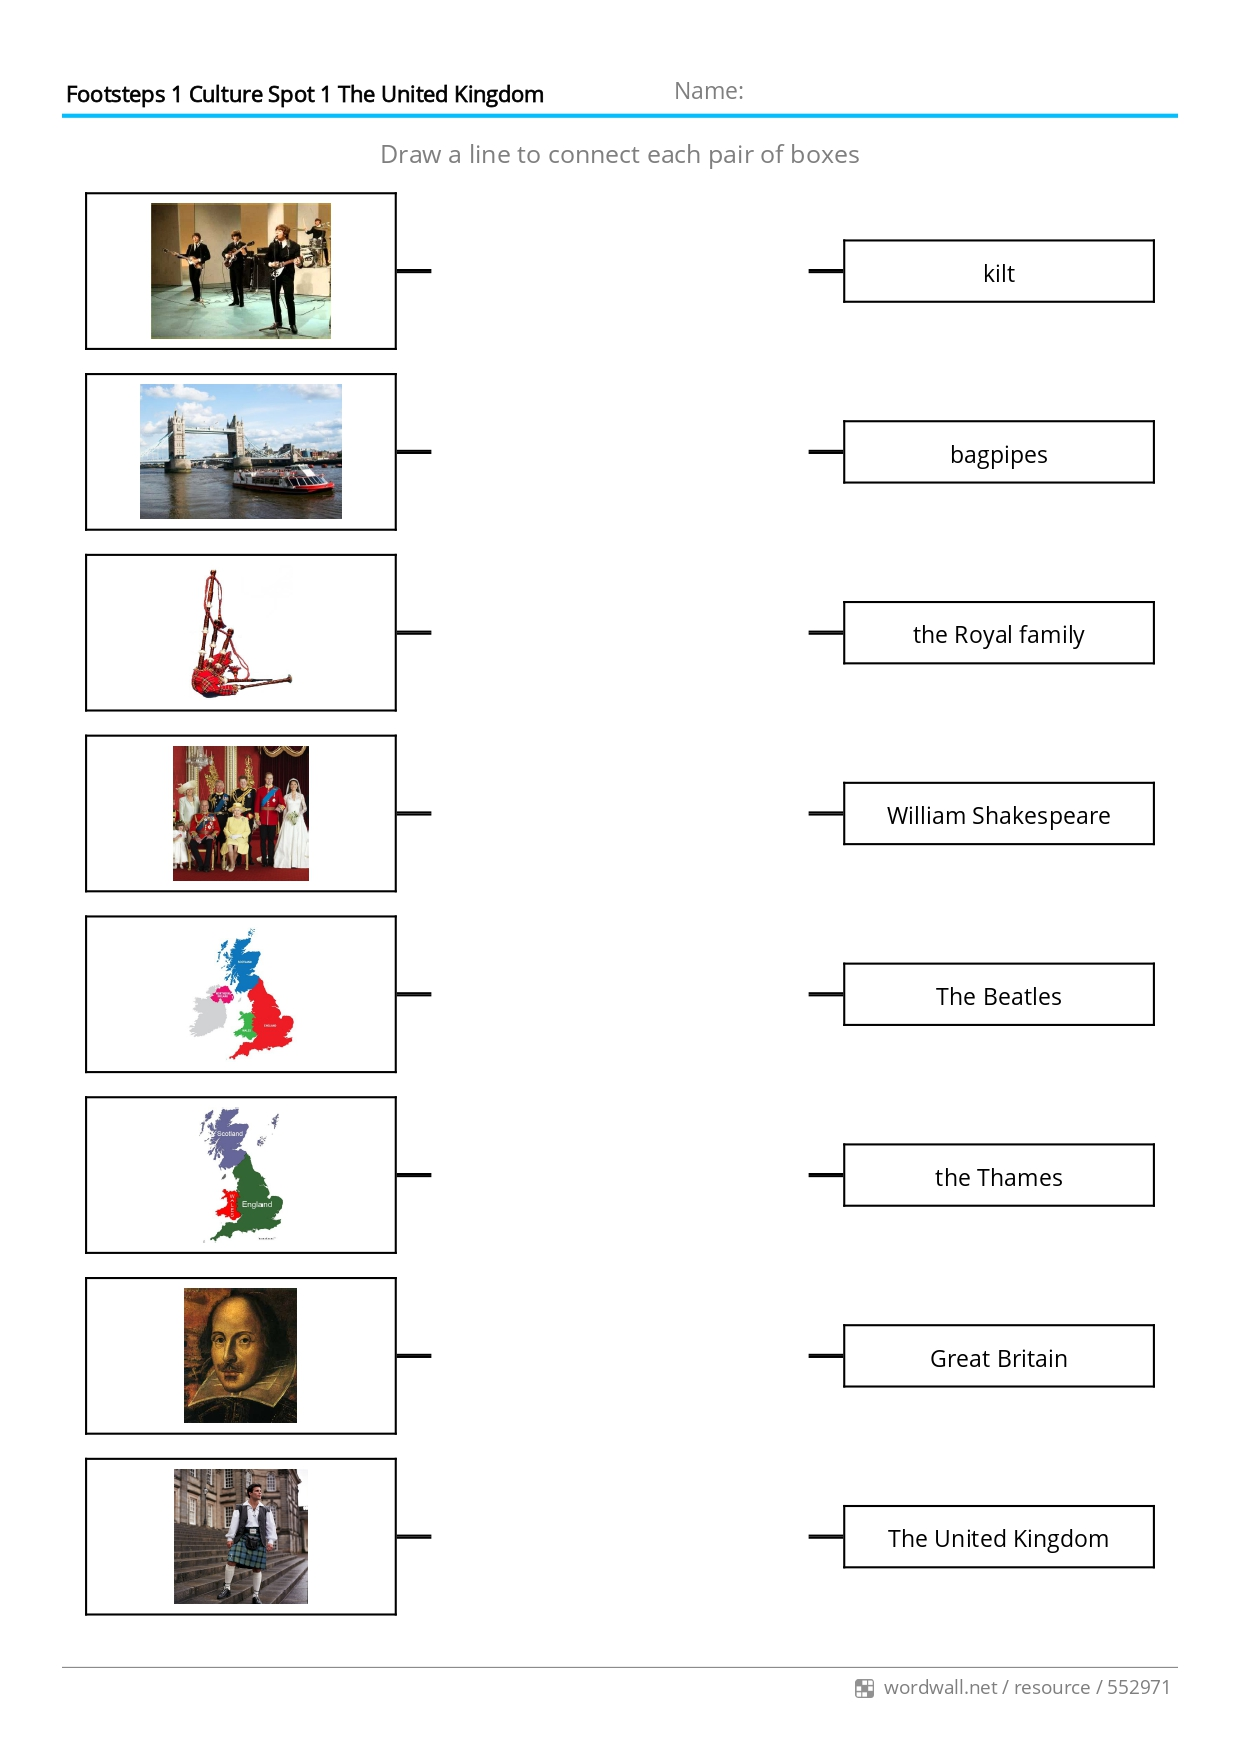 Footsteps 1 Culture Spot 1 The United Kingdom
Name:
Draw a line to connect each pair of boxes
kilt
bagpipes
the Royal family
William Shakespeare
The Beatles
the Thames
Great Britain
The United Kingdom
Scotland
England
WALES
wordwall.net / resource / 552971